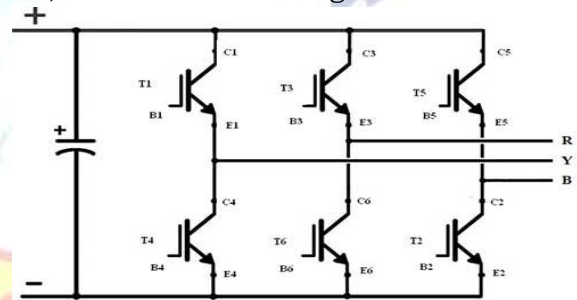 +
C1 C3 C5
T1 T3 T5
B1 B3 B5
E1 E3 E5
+
R
Y
B
C4 C6 C2
T4 T6 T2
B4 B6 B2
E4 E6 E2
-